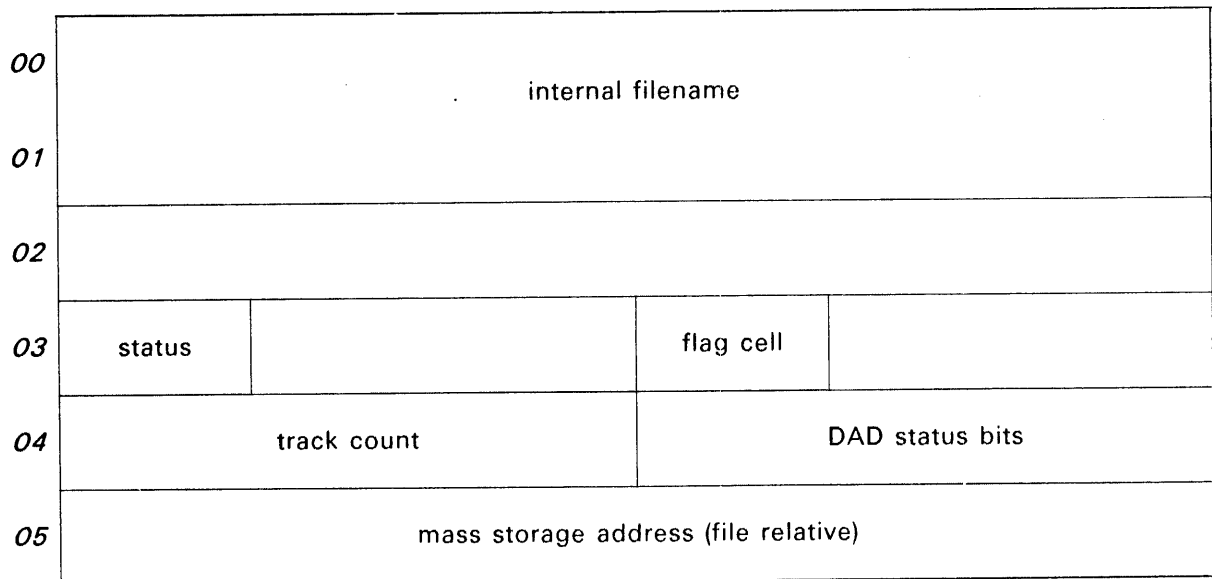 00
internal filename
01
02
03 status flag cell
04 track count DAD status bits
05 mass storage address (file relative)